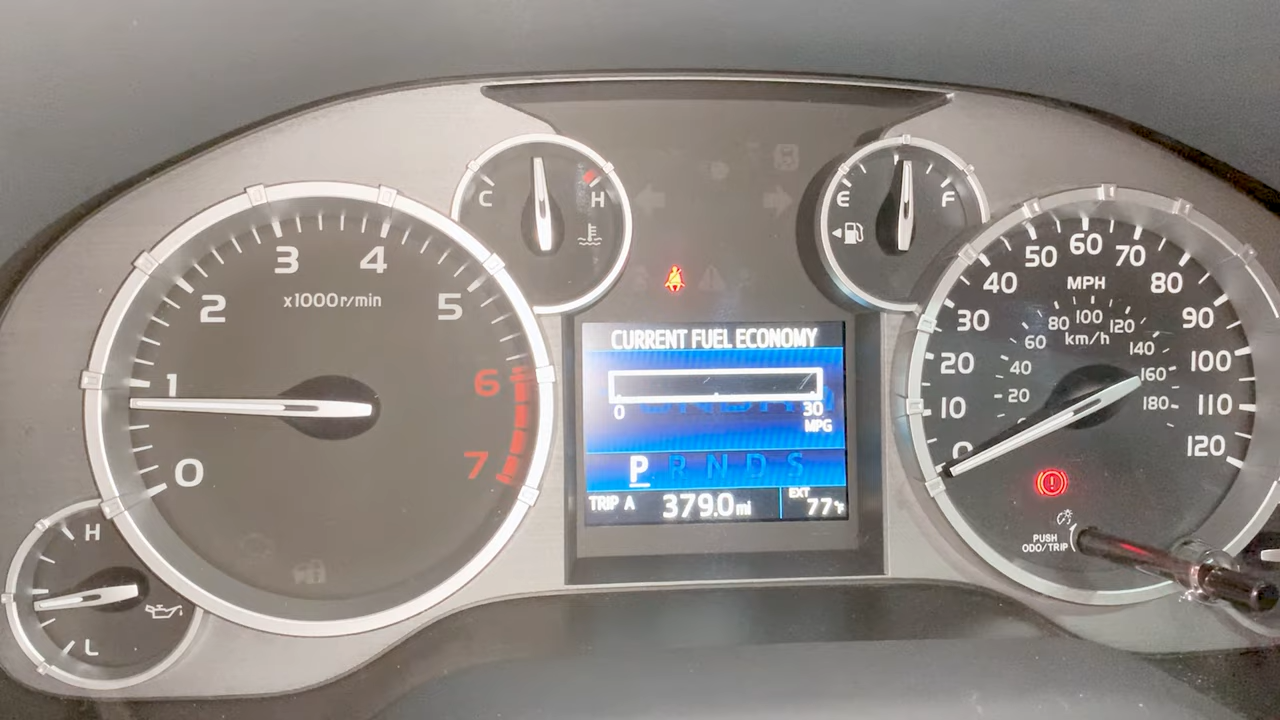 C
H
E
F
0
1
2
3
4
5
6
7
x1000r/min
H
L
CURRENT FUEL ECONOMY
0
30
MPG
P R N D S
TRIP A 379.0 mi
EXT
77°F
0
10
20
30
40
50
60
70
80
90
100
110
120
MPH
20
40
60
80
100
120
140
160
180
km/h
PUSH
ODO/TRIP